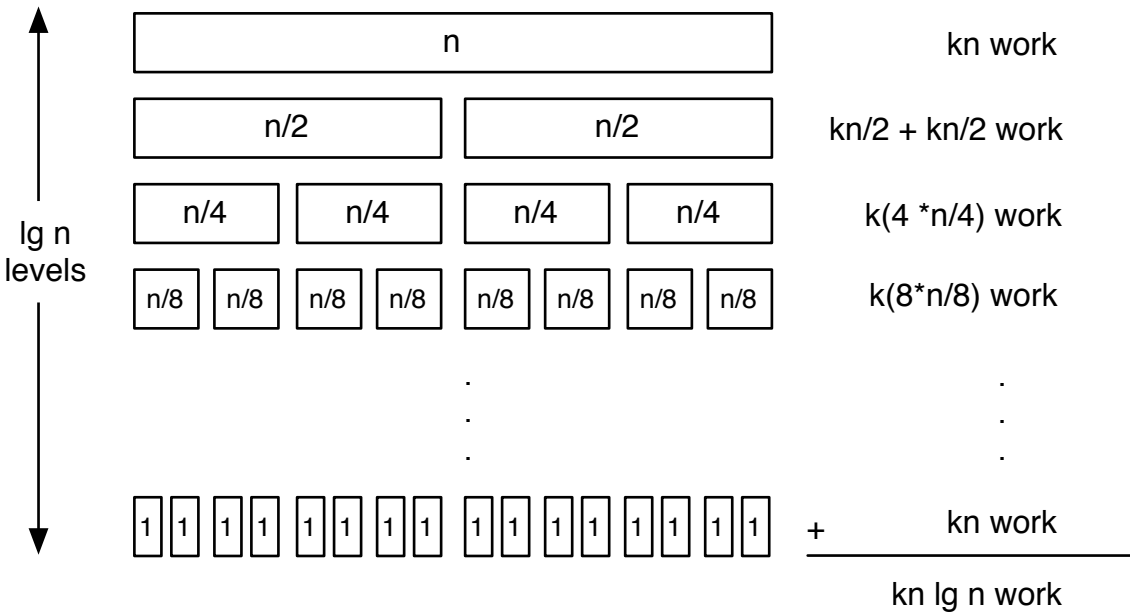 n kn work
n/2 n/2 kn/2 + kn/2 work
n/4 n/4 n/4 n/4 k(4 *n/4) work
lg n
levels
n/8 n/8 n/8 n/8 n/8 n/8 n/8 n/8 k(8*n/8) work
. .
. .
. .
1 1 1 1 1 1 1 1 1 1 1 1 1 1 1 1 + kn work
kn lg n work